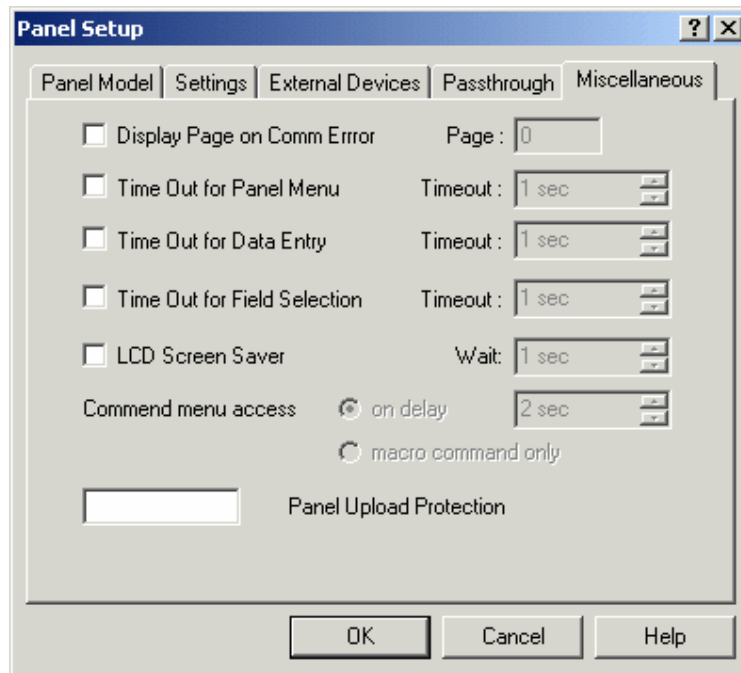 Panel Setup
Panel Model Settings External Devices Passthrough Miscellaneous
Display Page on Comm Errror Page : 0
Time Out for Panel Menu Timeout : 1 sec
Time Out for Data Entry Timeout : 1 sec
Time Out for Field Selection Timeout : 1 sec
LCD Screen Saver Wait: 1 sec
Commend menu access on delay 2 sec
macro command only
Panel Upload Protection
OK Cancel Help